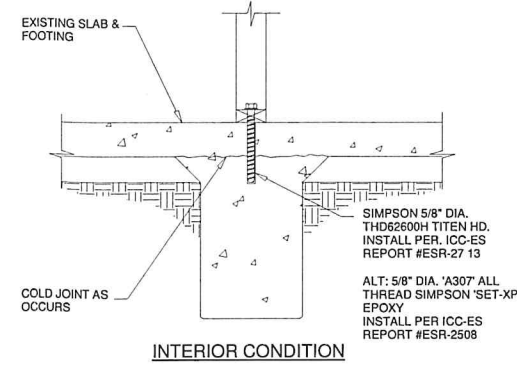 EXISTING SLAB &
FOOTING
SIMPSON 5/8" DIA.
THD62600H TITEN HD.
INSTALL PER. ICC-ES
REPORT #ESR-27 13
ALT: 5/8" DIA. 'A307' ALL
THREAD SIMPSON 'SET-XP
EPOXY
INSTALL PER ICC-ES
REPORT #ESR-2508
COLD JOINT AS
OCCURS
INTERIOR CONDITION